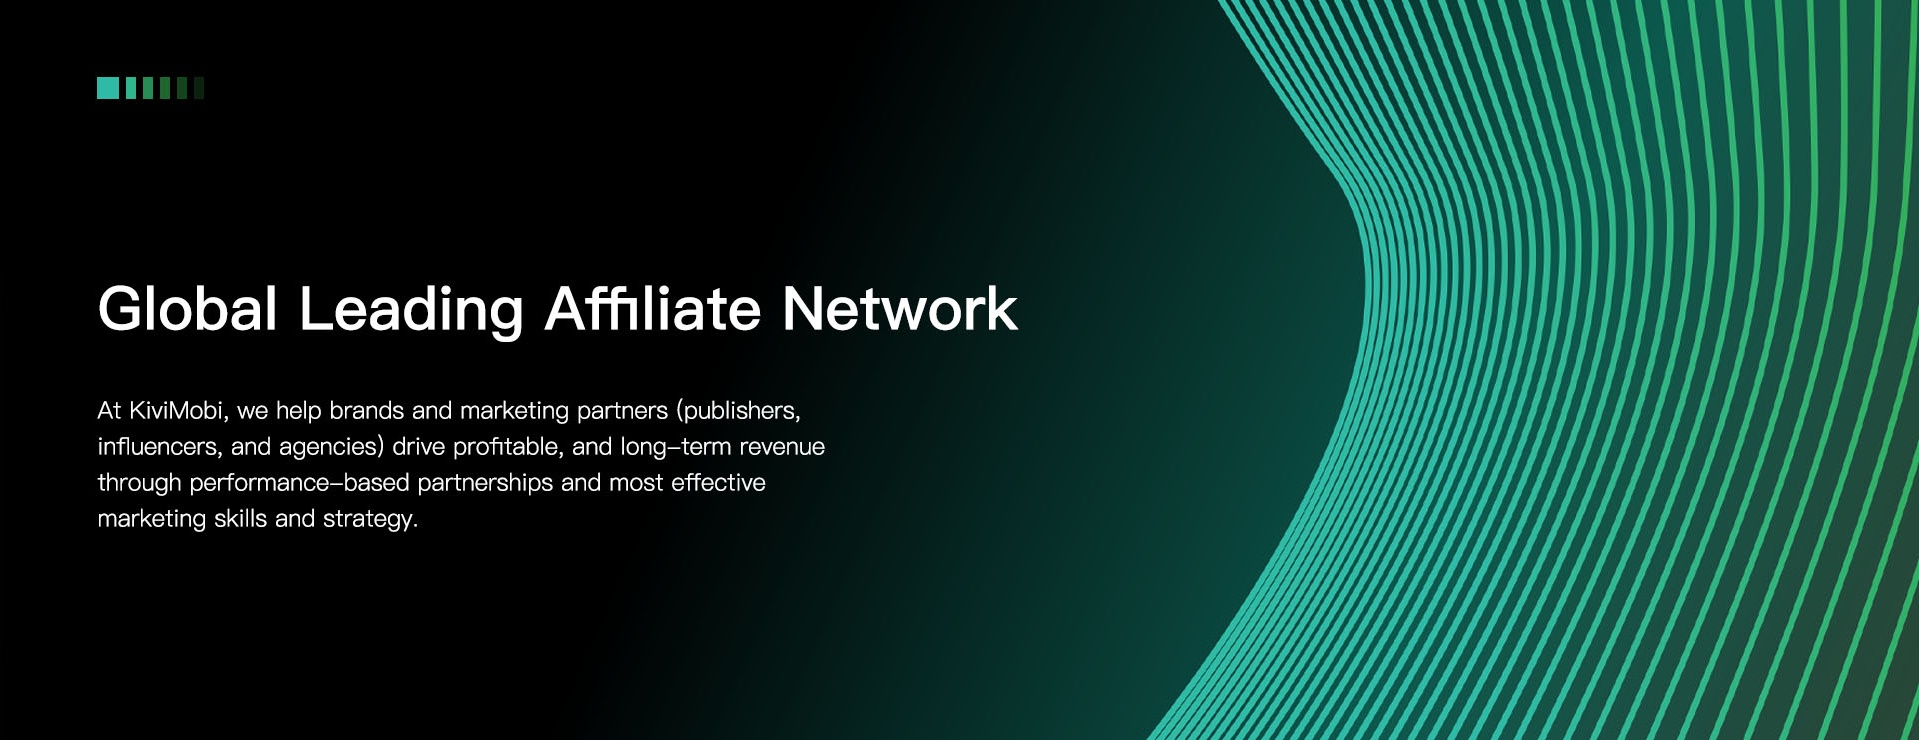 Global Leading Affiliate Network
At KiviMobi, we help brands and marketing partners (publishers,
influencers, and agencies) drive profitable, and long-term revenue
through performance-based partnerships and most effective
marketing skills and strategy.